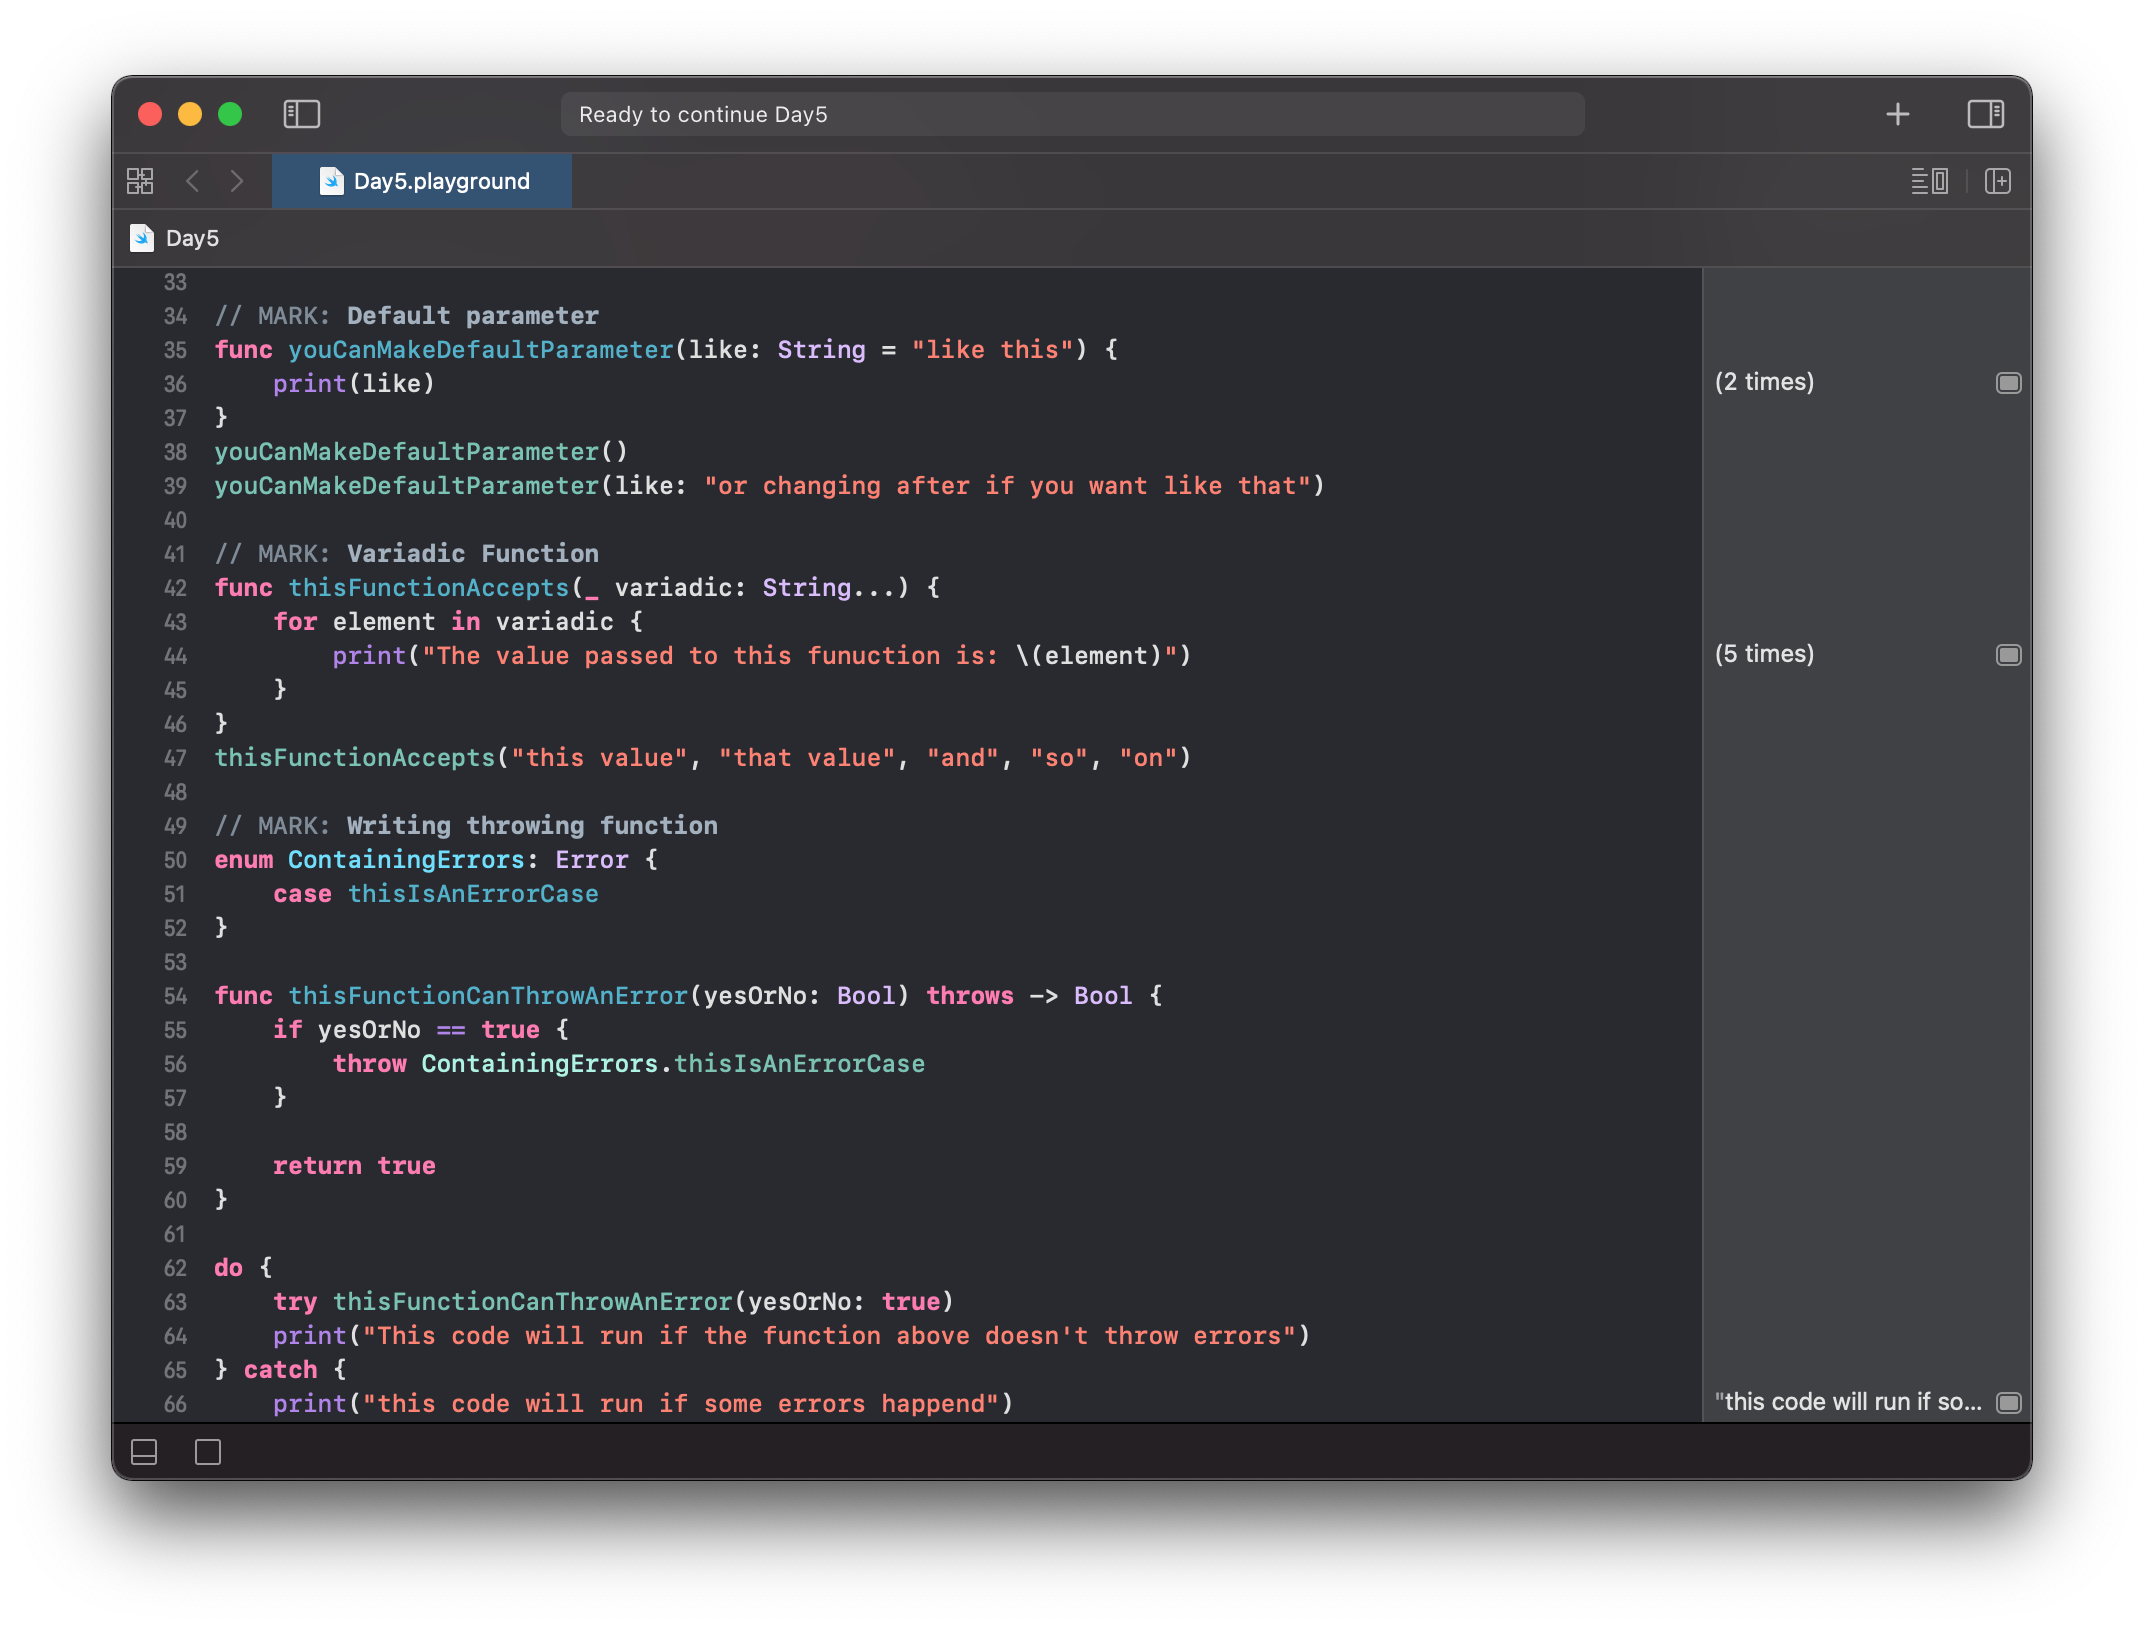 Ready to continue Day5
Day5.playground
Day5
33
34 // MARK: Default parameter
35 func youCanMakeDefaultParameter(like: String = "like this") {
36     print(like) (2 times)
37 }
38 youCanMakeDefaultParameter()
39 youCanMakeDefaultParameter(like: "or changing after if you want like that")
40
41 // MARK: Variadic Function
42 func thisFunctionAccepts(_ variadic: String...) {
43     for element in variadic {
44         print("The value passed to this funuction is: \(element)") (5 times)
45     }
46 }
47 thisFunctionAccepts("this value", "that value", "and", "so", "on")
48
49 // MARK: Writing throwing function
50 enum ContainingErrors: Error {
51     case thisIsAnErrorCase
52 }
53
54 func thisFunctionCanThrowAnError(yesOrNo: Bool) throws -> Bool {
55     if yesOrNo == true {
56         throw ContainingErrors.thisIsAnErrorCase
57     }
58
59     return true
60 }
61
62 do {
63     try thisFunctionCanThrowAnError(yesOrNo: true)
64     print("This code will run if the function above doesn't throw errors")
65 } catch {
66     print("this code will run if some errors happend") "this code will run if so...